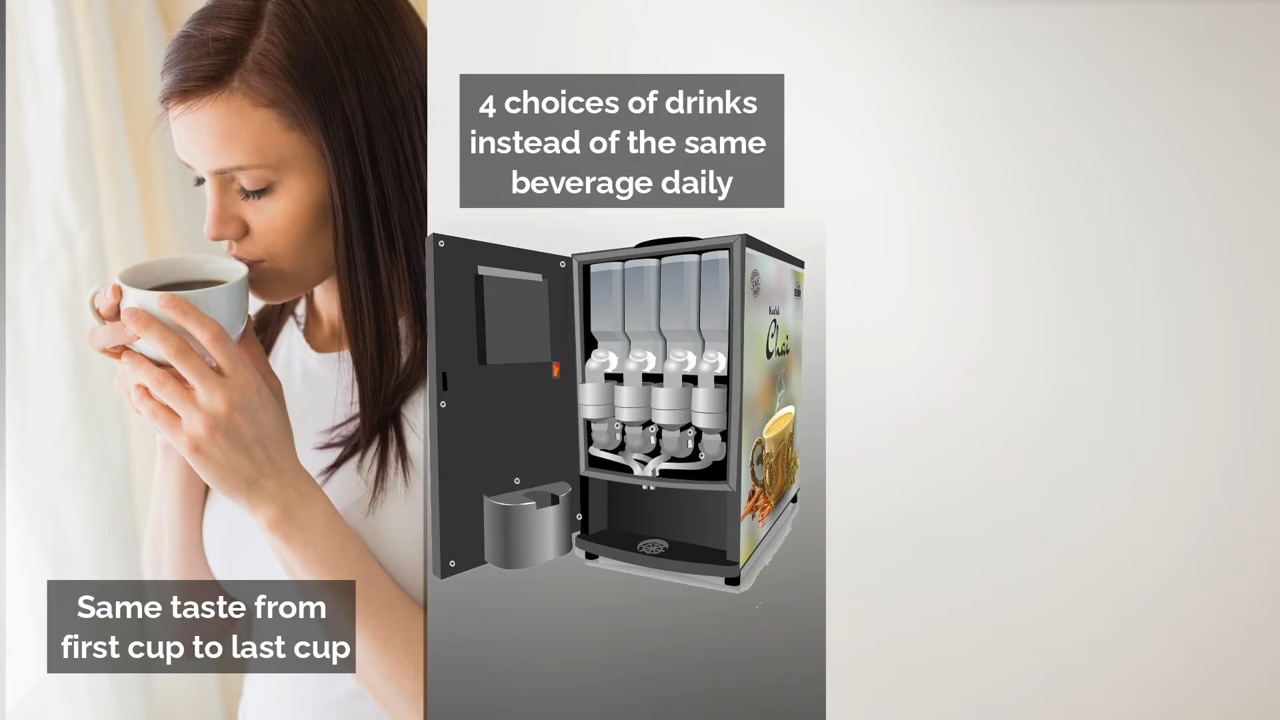 4 choices of drinks
instead of the same
beverage daily
Chai
Same taste from
first cup to last cup